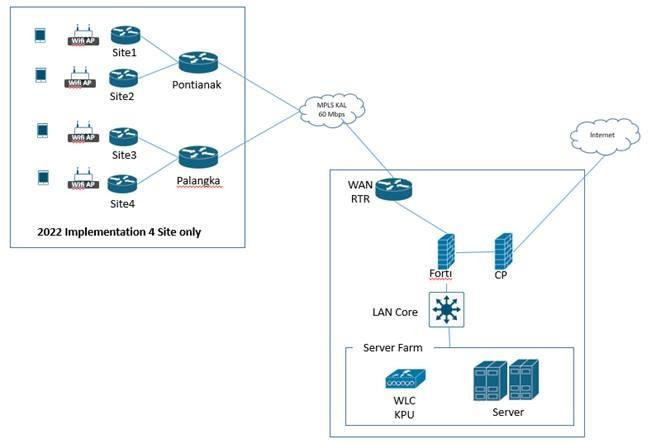 Wifi AP
Site1
Wifi AP
Site2
Pontianak
Wifi AP
Site3
Wifi AP
Site4
Palangka
2022 Implementation 4 Site only
MPLS KAL
60 Mbps
Internet
WAN
RTR
Forti
CP
LAN Core
Server Farm
WLC
KPU
Server